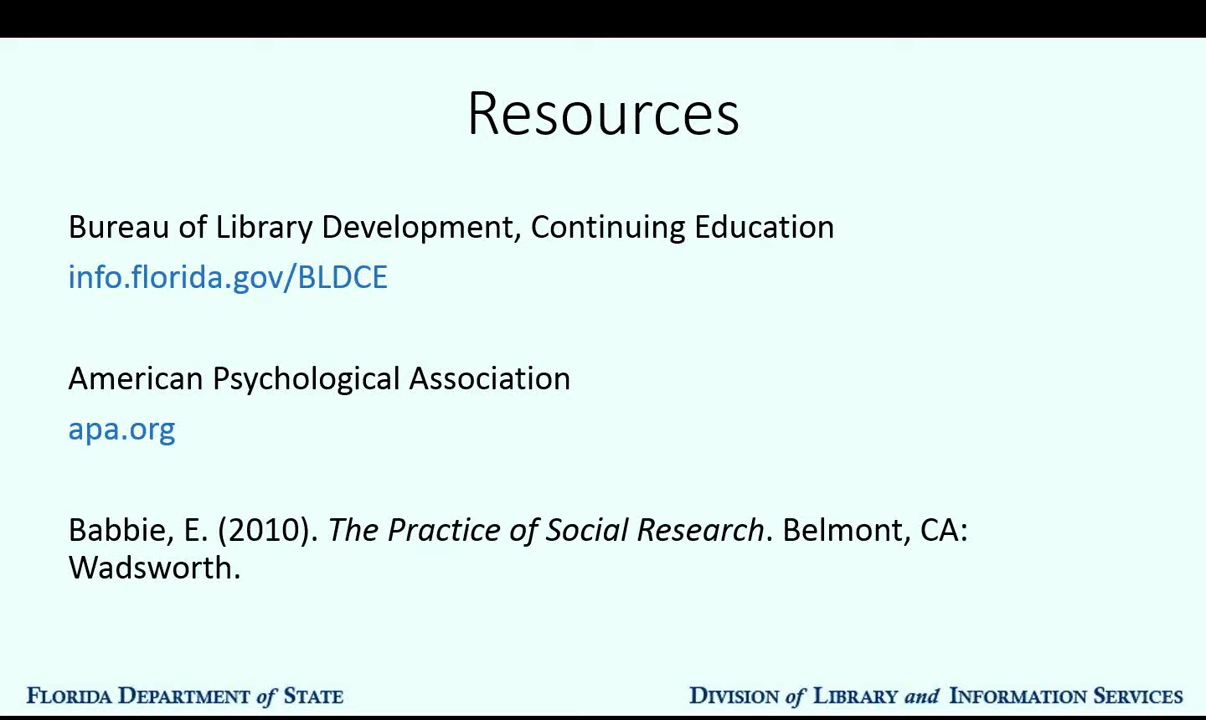 Resources
Bureau of Library Development, Continuing Education
info.florida.gov/BLDCE
American Psychological Association
apa.org
Babbie, E. (2010). The Practice of Social Research. Belmont, CA:
Wadsworth.
FLORIDA DEPARTMENT of STATE
DIVISION of LIBRARY and INFORMATION SERVICES